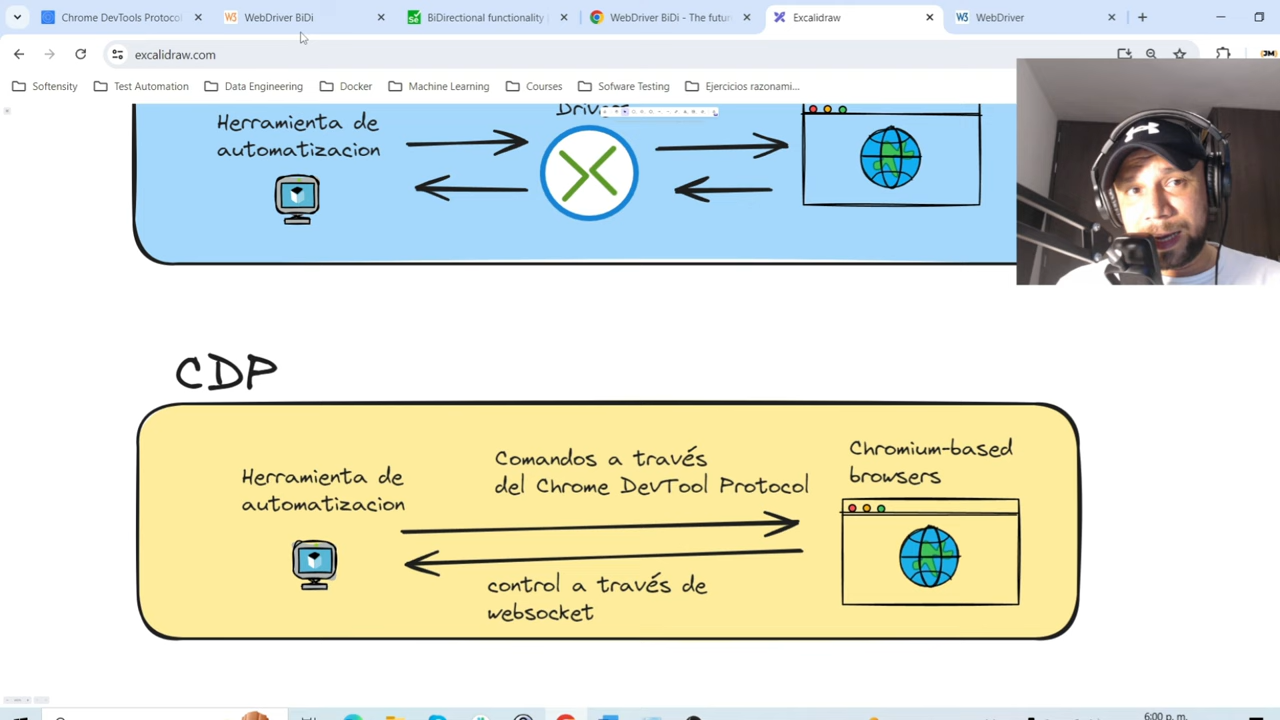 Chrome DevTools Protocol
WebDriver BiDi
BiDirectional functionality
WebDriver BiDi - The futur
Excalidraw
WebDriver
excalidraw.com
Softensity
Test Automation
Data Engineering
Docker
Machine Learning
Courses
Sofware Testing
Ejercicios razonami...
Herramienta de
automatizacion
CDP
Herramienta de
automatizacion
Comandos a través
del Chrome DevTool Protocol
control a través de
websocket
Chromium-based
browsers
6:00 p. m.